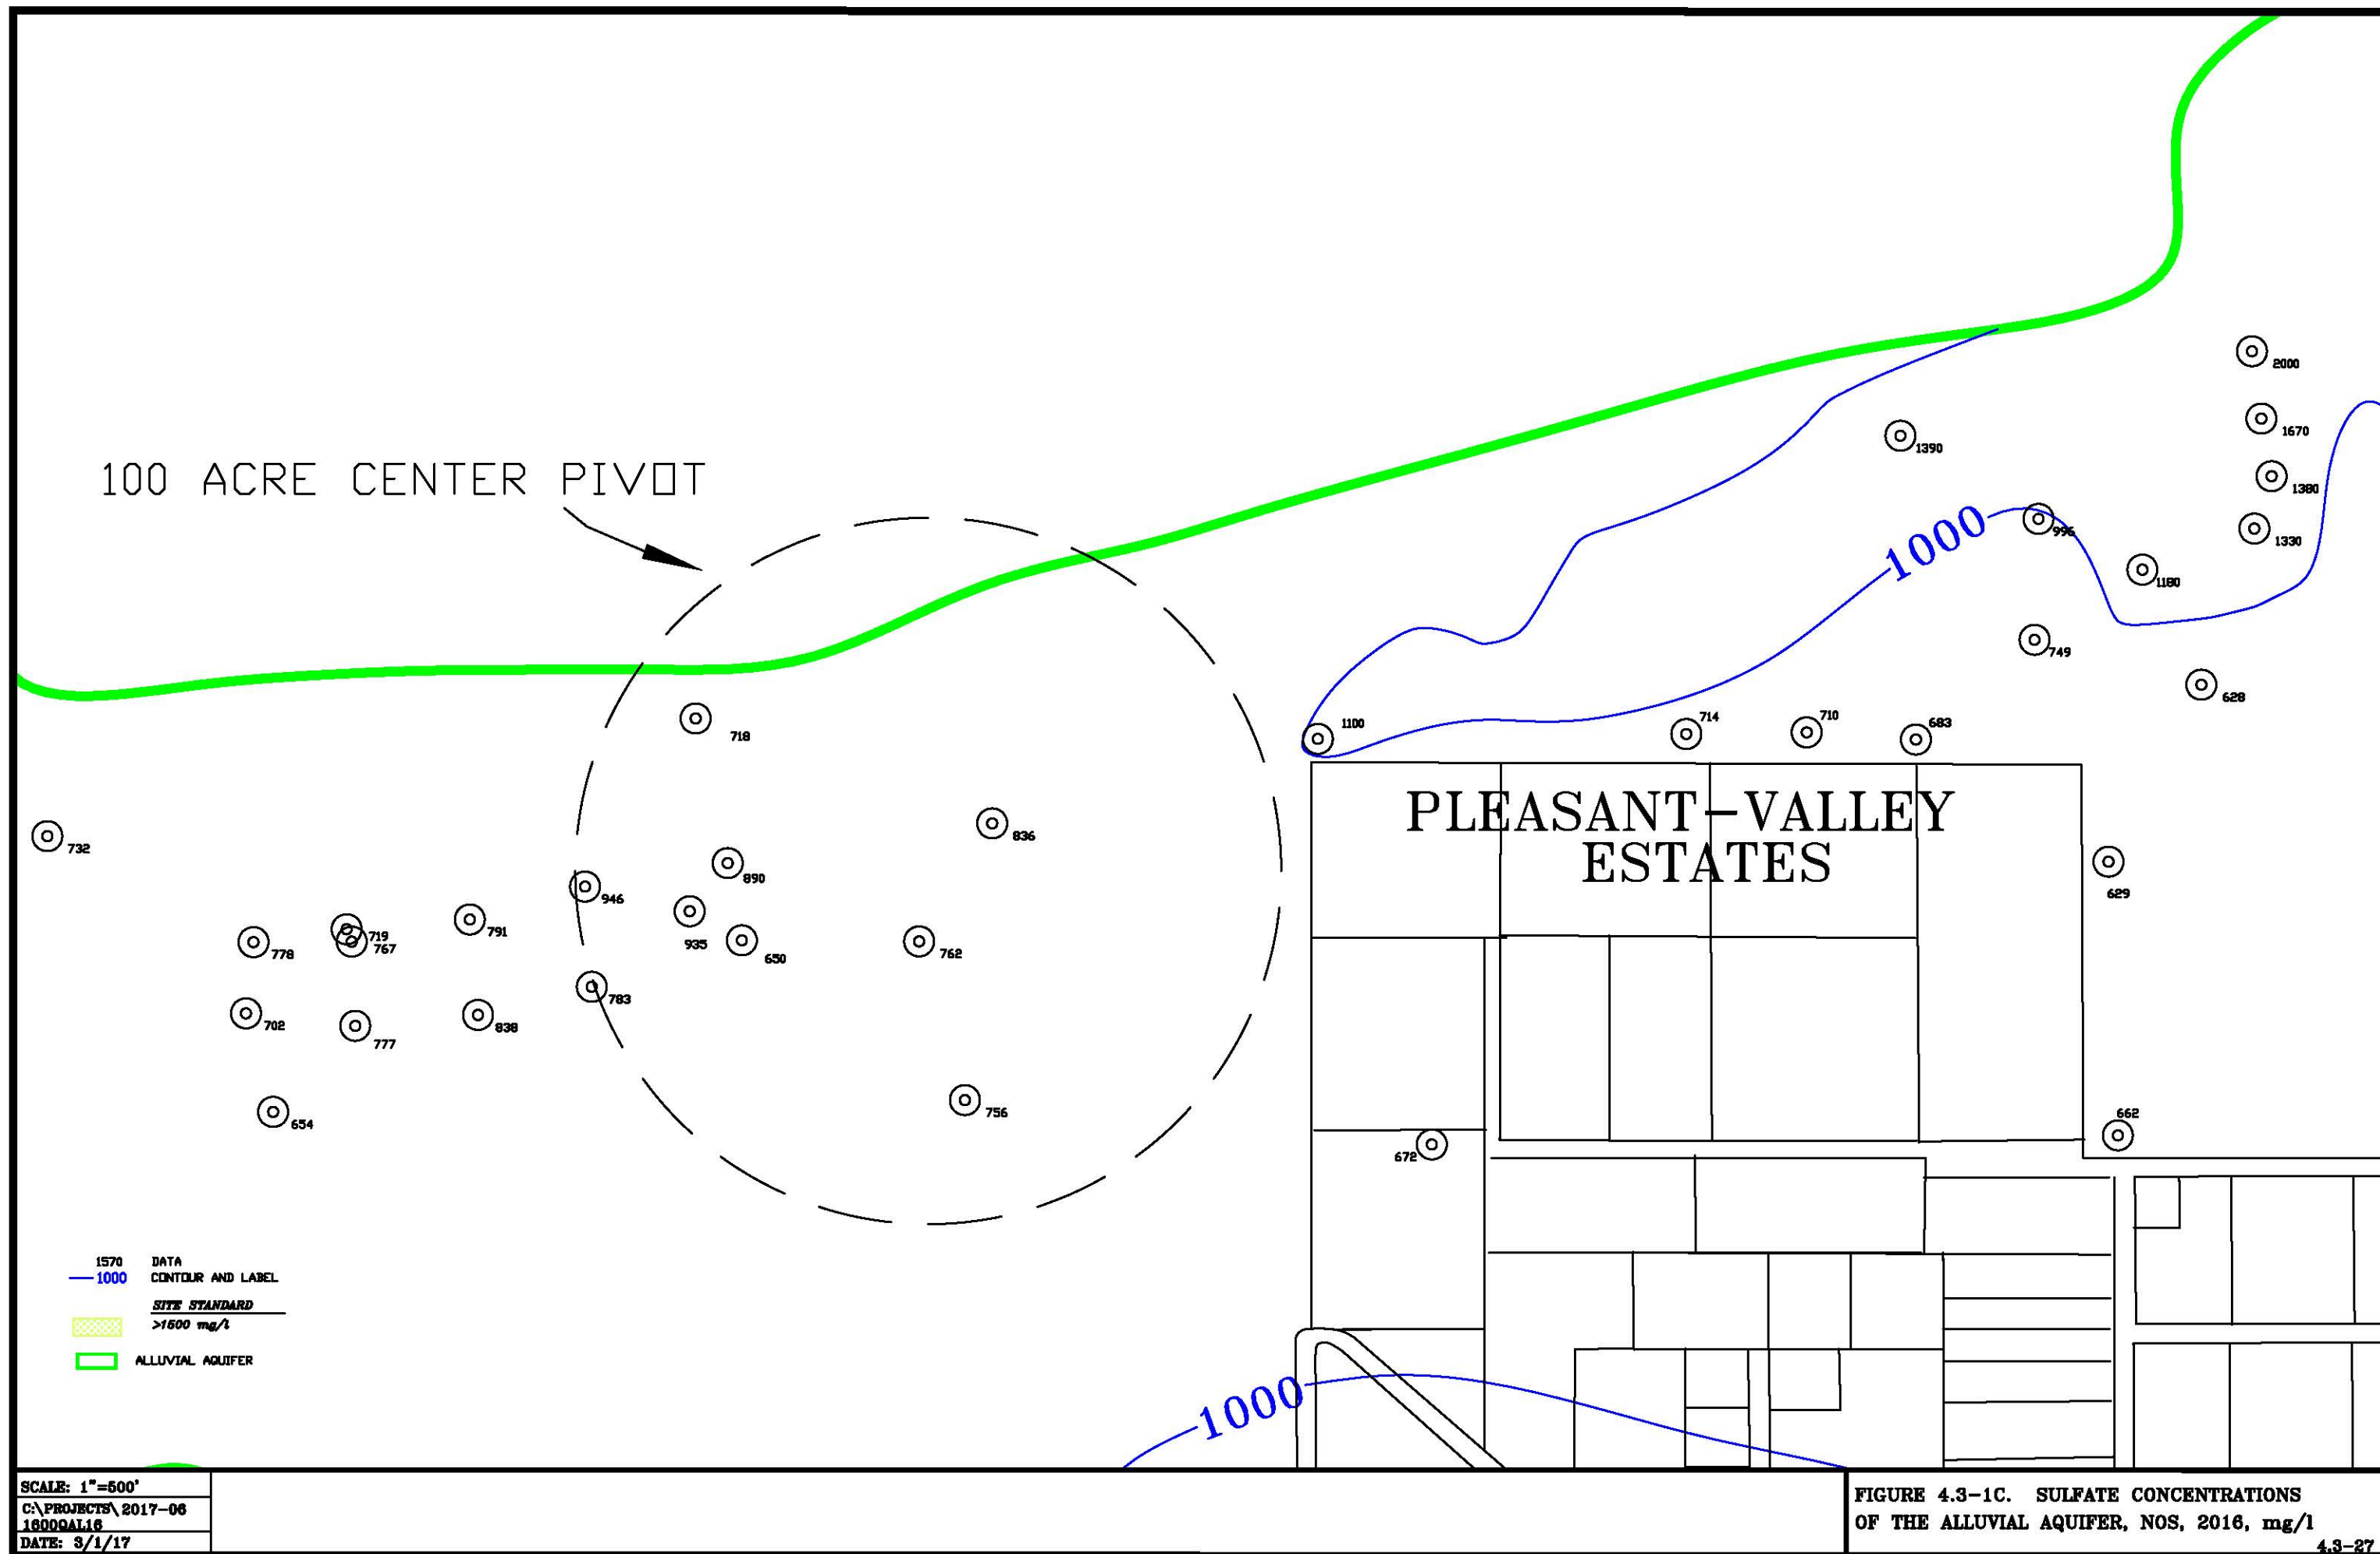 2000
1670
1390
100 ACRE CENTER PIVOT
1380
1000
996
1330
1180
749
628
718
1100
714
710
683
PLEASANT-VALLEY
ESTATES
732
836
890
946
629
719
791
935
767
778
650
762
783
702
838
777
756
654
662
672
1570 DATA
1000 CONTOUR AND LABEL
SITE STANDARD
>1500 mg/l
ALLUVIAL AQUIFER
1000
SCALE: 1"=500'
C:\PROJECTS\2017-06
1600QAL16
DATE: 3/1/17
FIGURE 4.3-1C. SULFATE CONCENTRATIONS
OF THE ALLUVIAL AQUIFER, NOS, 2016, mg/l
4.3-27